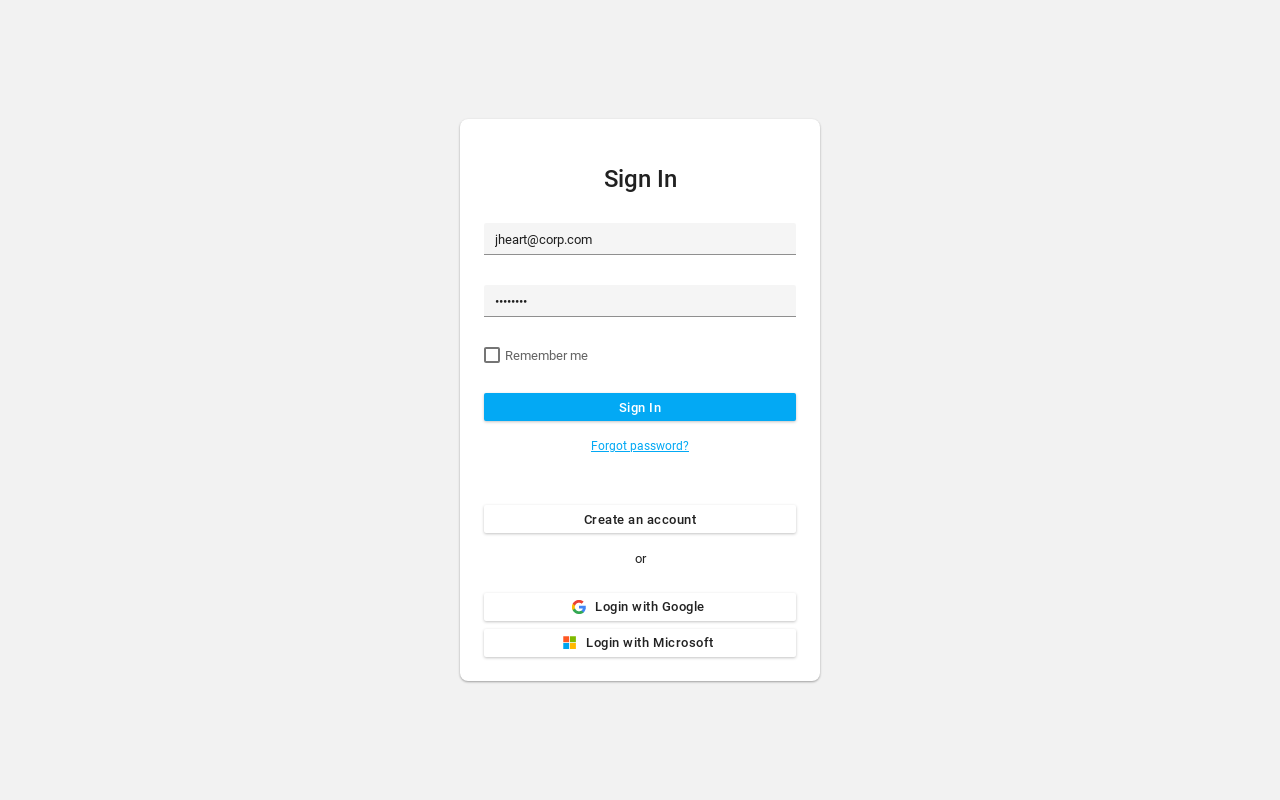 Sign In
jheart@corp.com
••••••••
Remember me
Sign In
Forgot password?
Create an account
or
Login with Google
Login with Microsoft